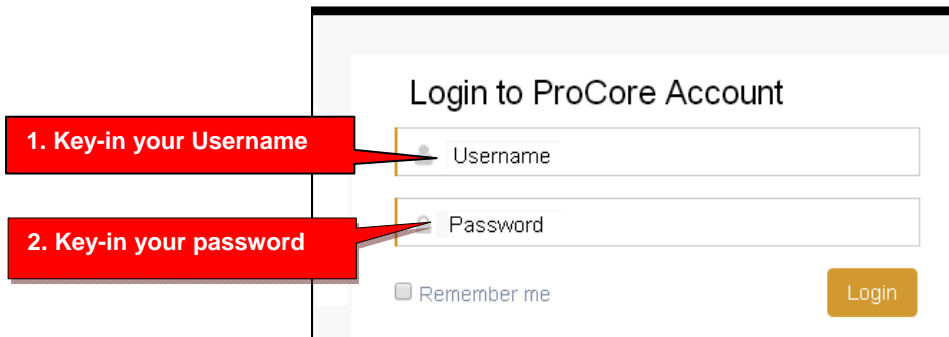 Login to ProCore Account
1. Key-in your Username
Username
2. Key-in your password
Password
Remember me
Login